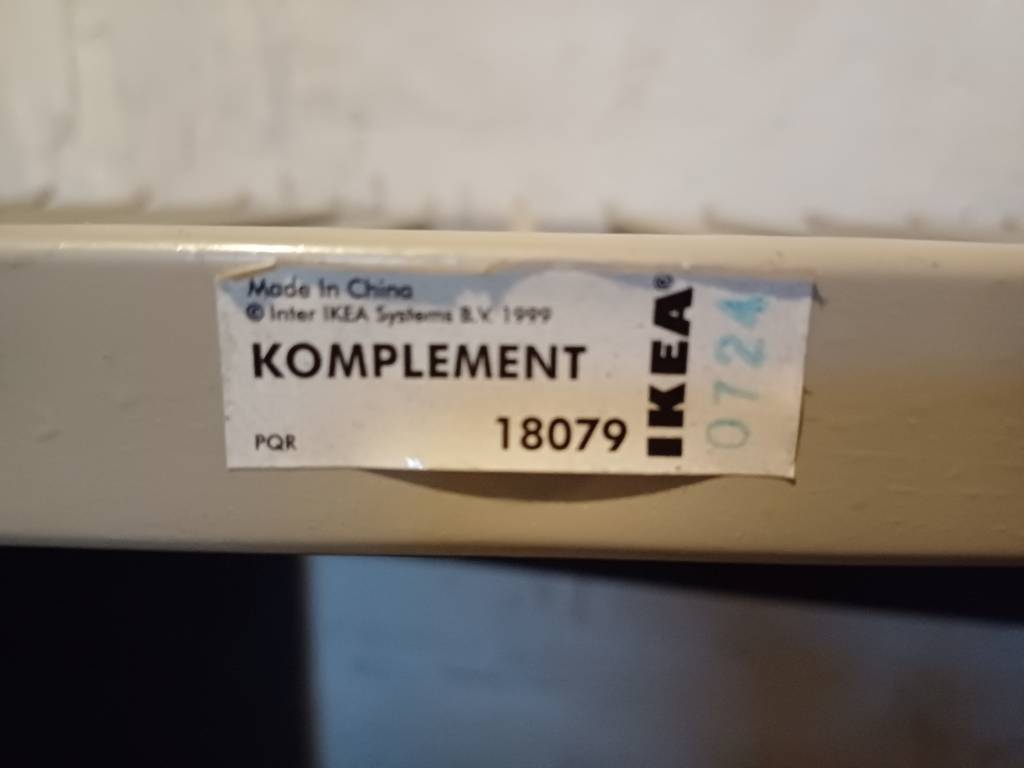 Made In China
© Inter IKEA Systems B.V. 1999
KOMPLEMENT
PQR
18079
IKEA®
0724